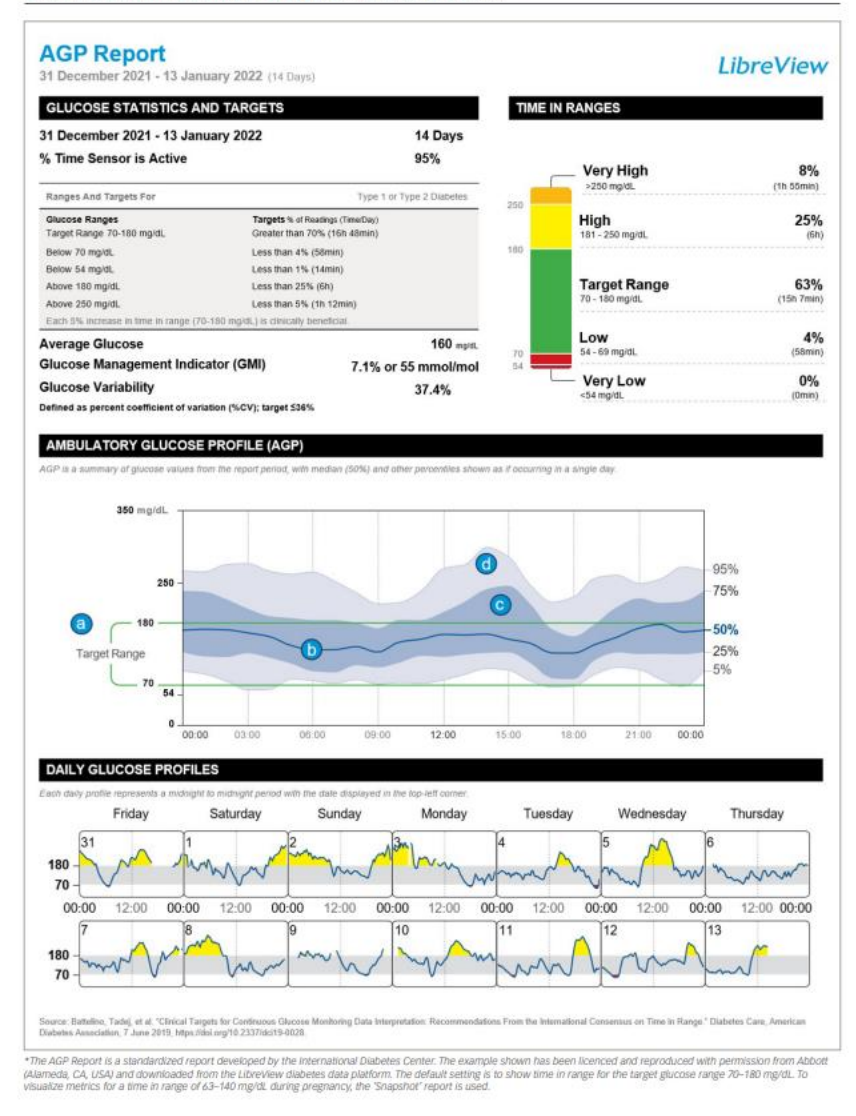 AGP Report
31 December 2021 - 13 January 2022 (14 Days)
LibreView
GLUCOSE STATISTICS AND TARGETS
31 December 2021 - 13 January 2022 14 Days
% Time Sensor is Active 95%
Ranges And Targets For Type 1 or Type 2 Diabetes
Glucose Ranges Targets % of Readings (Time/Day)
Target Range 70-180 mg/dL Greater than 70% (16h 48min)
Below 70 mg/dL Less than 4% (58min)
Below 54 mg/dL Less than 1% (14min)
Above 180 mg/dL Less than 25% (6h)
Above 250 mg/dL Less than 5% (1h 12min)
Each 5% increase in time in range (70-180 mg/dL) is clinically beneficial.
Average Glucose 160 mg/dL
Glucose Management Indicator (GMI) 7.1% or 55 mmol/mol
Glucose Variability 37.4%
Defined as percent coefficient of variation (%CV); target ≤36%
TIME IN RANGES
Very High 8%
>250 mg/dL (1h 55min)
250
High 25%
181 - 250 mg/dL (6h)
180
Target Range 63%
70 - 180 mg/dL (15h 7min)
Low 4%
70
54 - 69 mg/dL (58min)
54
Very Low 0%
<54 mg/dL (0min)
AMBULATORY GLUCOSE PROFILE (AGP)
AGP is a summary of glucose values from the report period, with median (50%) and other percentiles shown as if occurring in a single day.
350 mg/dL
d
95%
250
75%
c
a
180
50%
b
Target Range
25%
5%
70
54
0
00:00 03:00 06:00 09:00 12:00 15:00 18:00 21:00 00:00
DAILY GLUCOSE PROFILES
Each daily profile represents a midnight to midnight period with the date displayed in the top-left corner.
Friday Saturday Sunday Monday Tuesday Wednesday Thursday
31 1 2 3 4 5 6
180
70
00:00 12:00 00:00 12:00 00:00 12:00 00:00 12:00 00:00 12:00 00:00 12:00 00:00 12:00 00:00
7 8 9 10 11 12 13
180
70
Source: Battelino, Tadej, et al. "Clinical Targets for Continuous Glucose Monitoring Data Interpretation: Recommendations From the International Consensus on Time in Range." Diabetes Care, American
Diabetes Association, 7 June 2019, https://doi.org/10.2337/dci19-0028.
*The AGP Report is a standardized report developed by the International Diabetes Center. The example shown has been licenced and reproduced with permission from Abbott
(Alameda, CA, USA) and downloaded from the LibreView diabetes data platform. The default setting is to show time in range for the target glucose range 70–180 mg/dL. To
visualize metrics for a time in range of 63–140 mg/dL during pregnancy, the 'Snapshot' report is used.